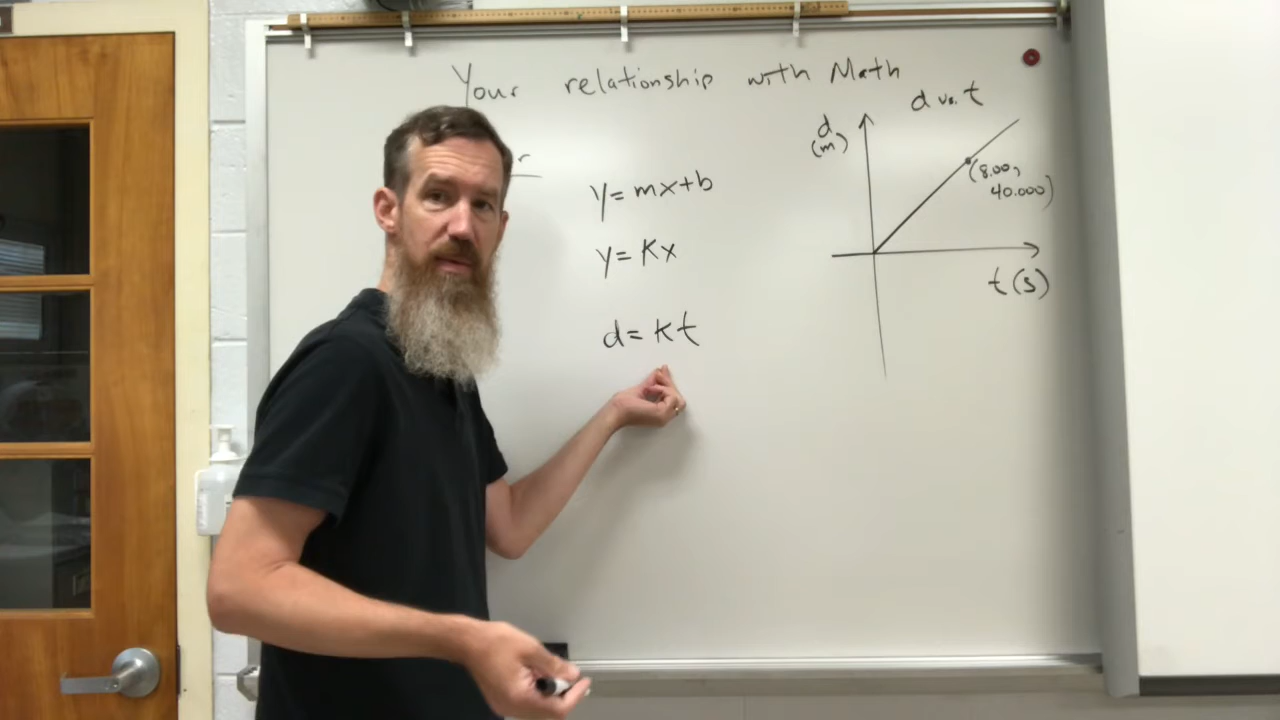 Your relationship with Math
y=mx+b
y=Kx
d=Kt
d vs. t
d
(m)
(8.00,
40.000)
t(s)